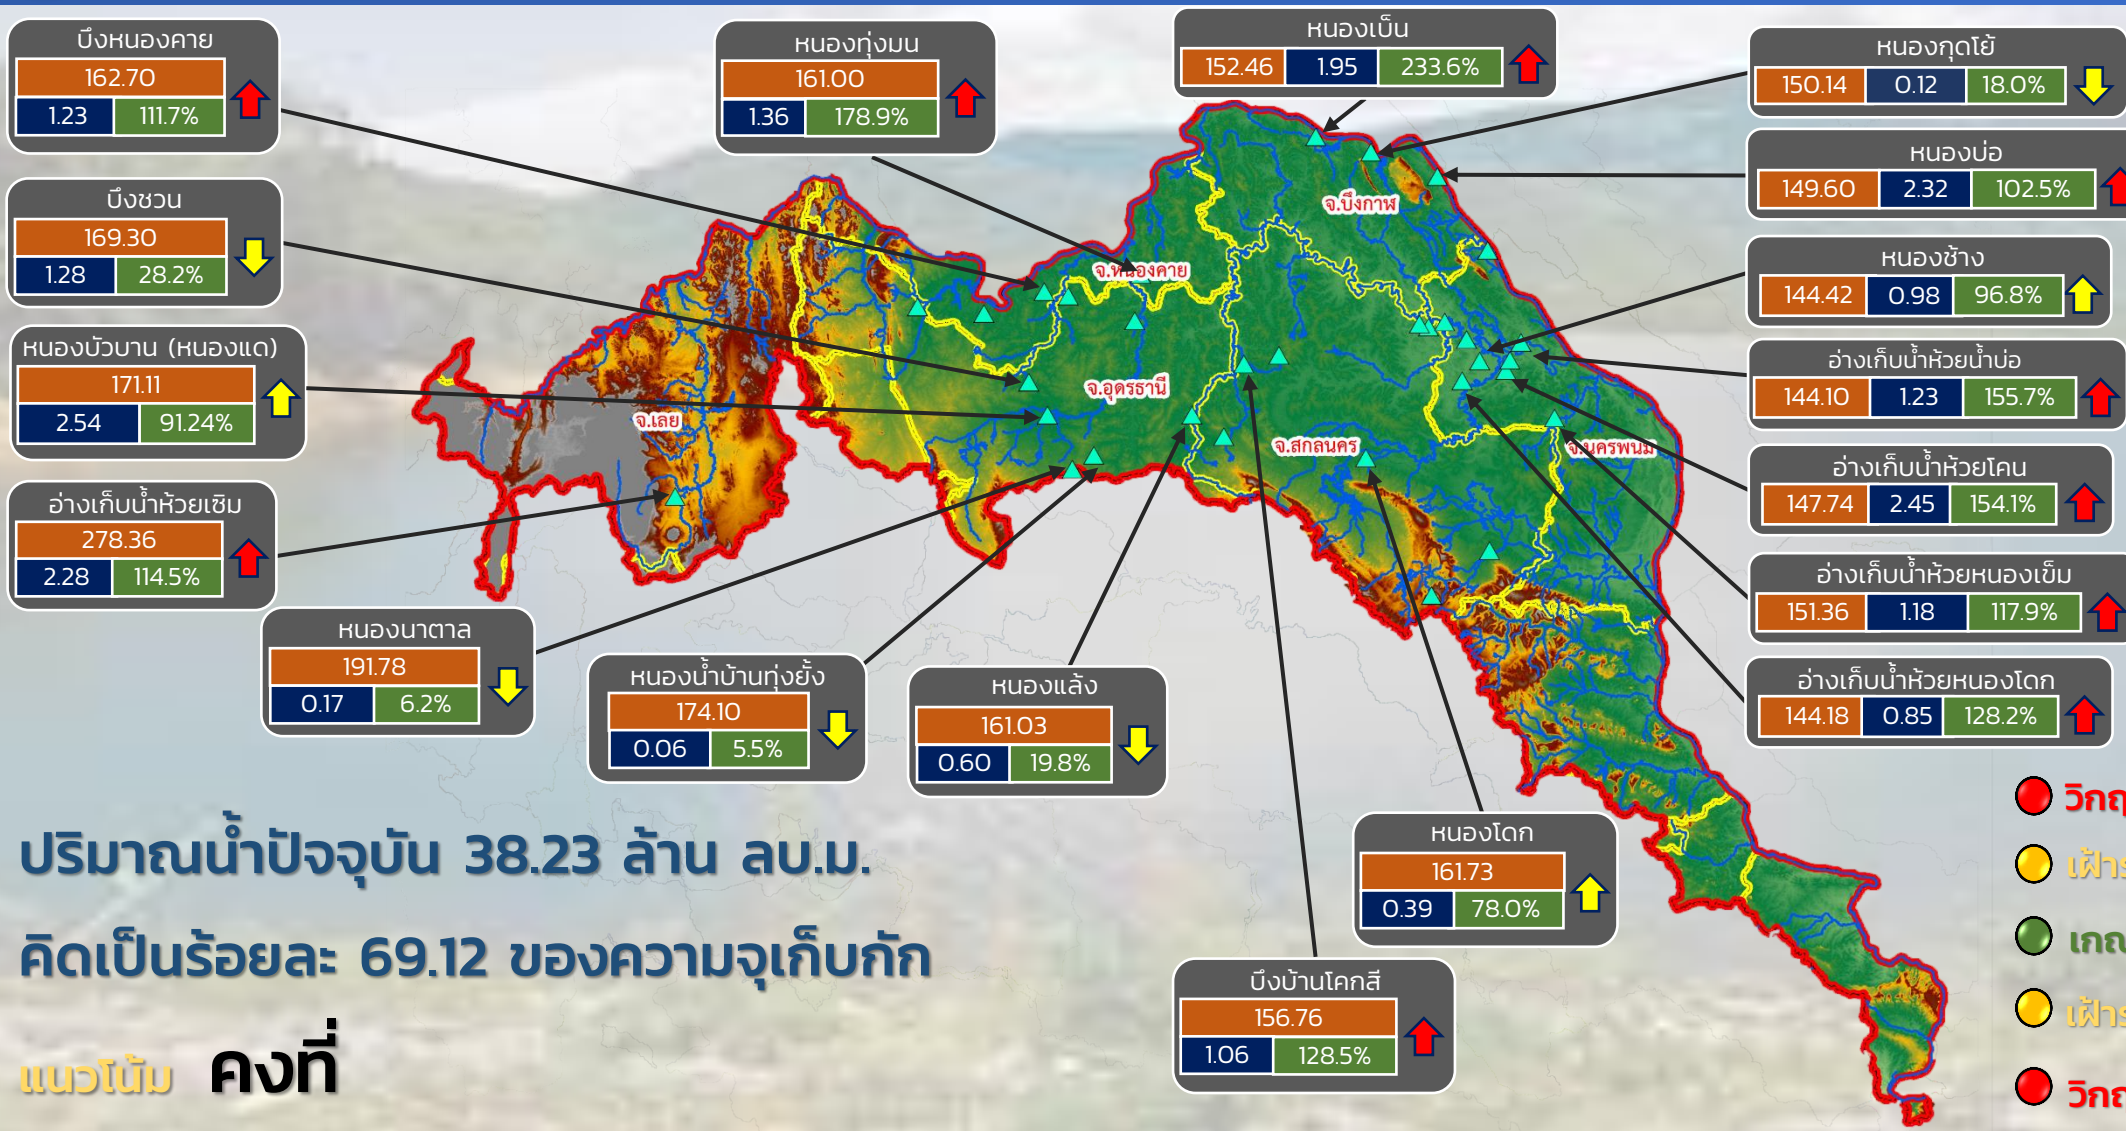 บึงหนองคาย
162.70
1.23 111.7%
บึงชวน
169.30
1.28 28.2%
หนองบัวบาน (หนองแด)
171.11
2.54 91.24%
อ่างเก็บน้ำห้วยเซิม
278.36
2.28 114.5%
หนองนาตาล
191.78
0.17 6.2%
หนองน้ำบ้านทุ่งยั้ง
174.10
0.06 5.5%
หนองแล้ง
161.03
0.60 19.8%
หนองทุ่งมน
161.00
1.36 178.9%
หนองเบ็น
152.46 1.95 233.6%
หนองกุดโย้
150.14 0.12 18.0%
หนองบ่อ
149.60 2.32 102.5%
หนองช้าง
144.42 0.98 96.8%
อ่างเก็บน้ำห้วยน้ำบ่อ
144.10 1.23 155.7%
อ่างเก็บน้ำห้วยโคน
147.74 2.45 154.1%
อ่างเก็บน้ำห้วยหนองเข็ม
151.36 1.18 117.9%
อ่างเก็บน้ำห้วยหนองโดก
144.18 0.85 128.2%
หนองโดก
161.73
0.39 78.0%
บึงบ้านโคกสี
156.76
1.06 128.5%
จ.บึงกาฬ
จ.หนองคาย
จ.อุดรธานี
จ.เลย
จ.สกลนคร
จ.นครพนม
ปริมาณน้ำปัจจุบัน 38.23 ล้าน ลบ.ม.
คิดเป็นร้อยละ 69.12 ของความจุเก็บกัก
แนวโน้ม คงที่